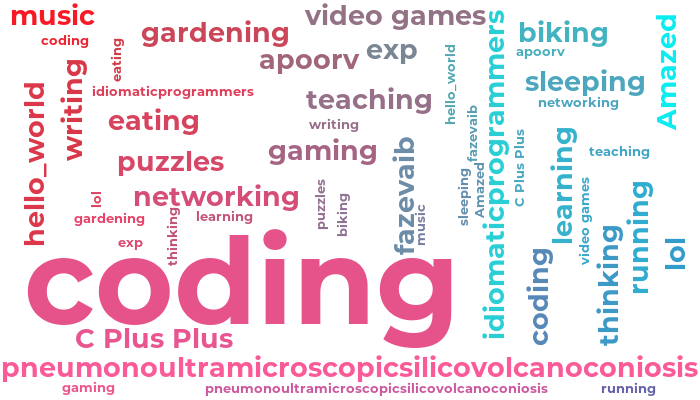 music
video games
gardening
biking
Amazed
coding
eating
apoorv
exp
apoorv
hello_world
idiomaticprogrammers
writing
hello_world
idiomaticprogrammers
sleeping
teaching
networking
eating
writing
fazevaib
C Plus Plus
learning
gaming
puzzles
fazevaib
teaching
networking
lol
puzzles
biking
music
sleeping
Amazed
video games
running
gardening
learning
thinking
exp
thinking
lol
coding
coding
C Plus Plus
pneumonoultramicroscopicsilicovolcanoconiosis
gaming
pneumonoultramicroscopicsilicovolcanoconiosis
running